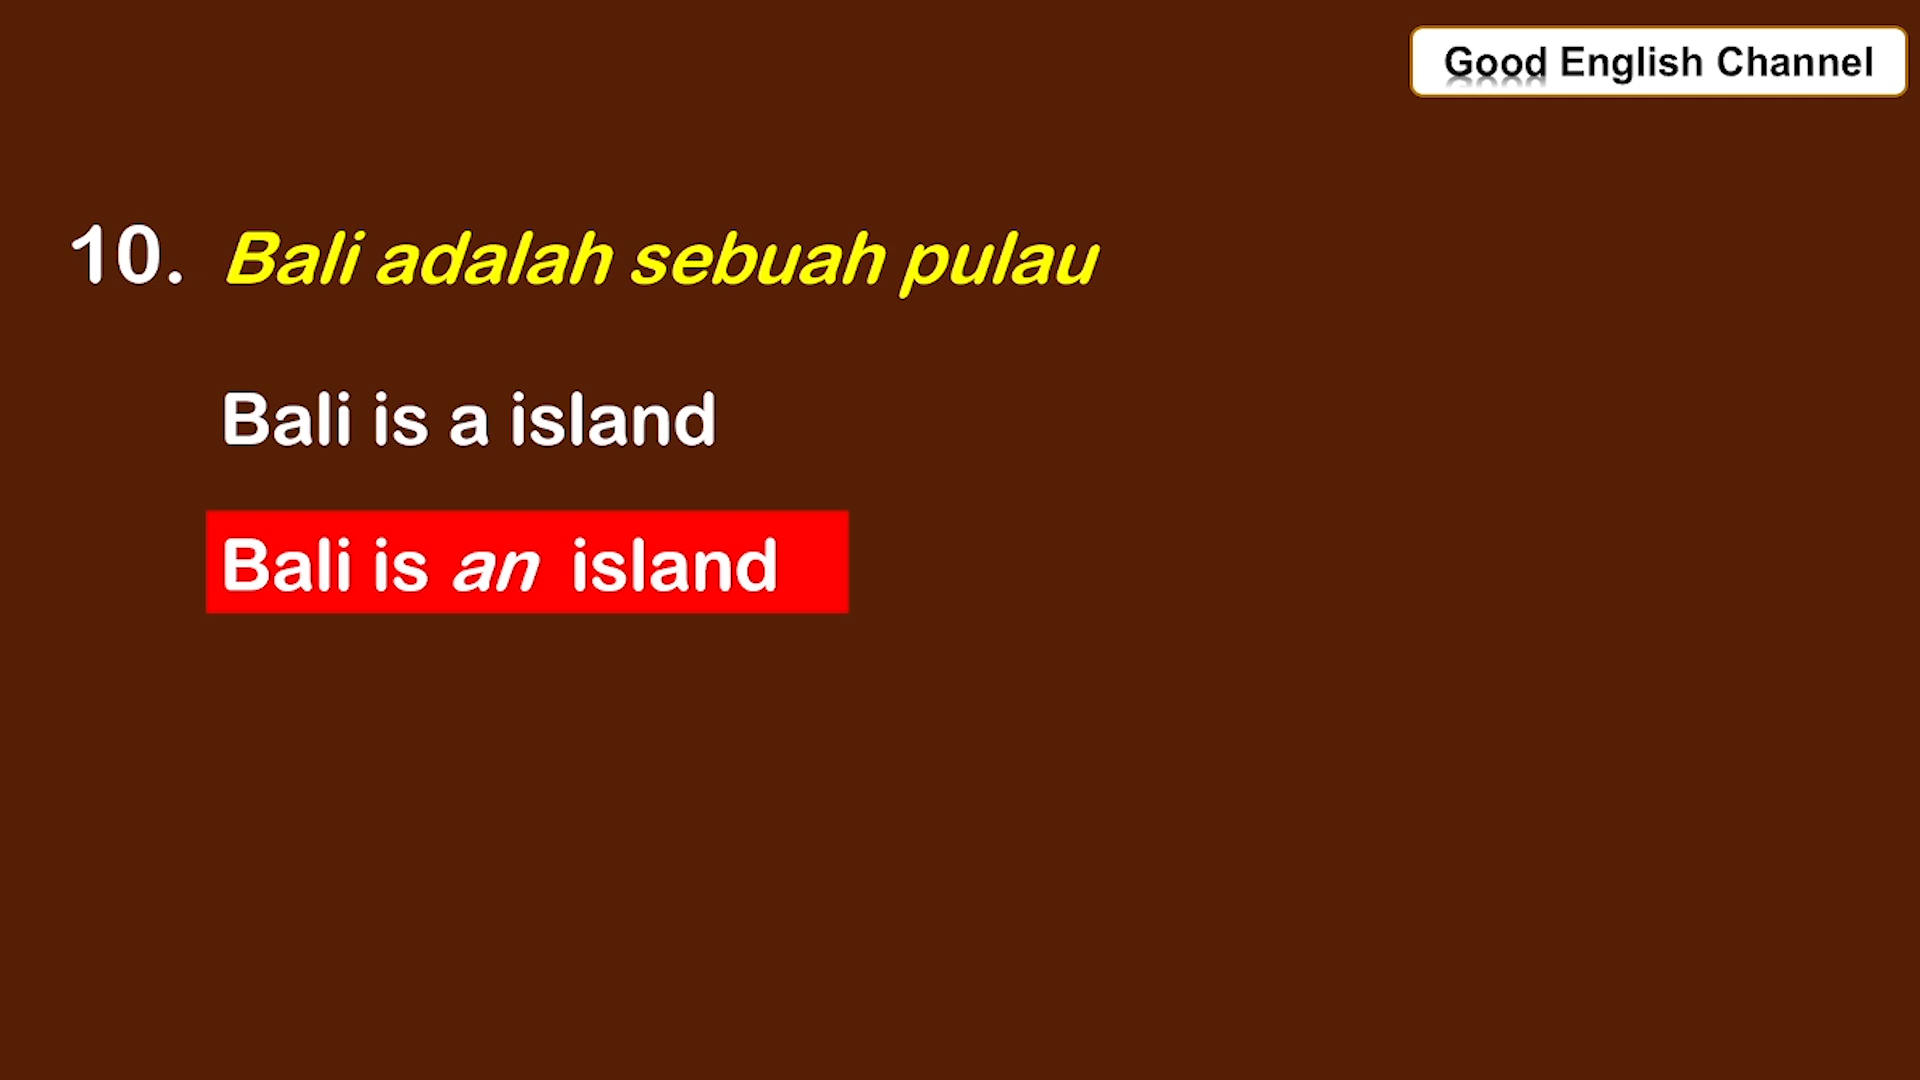 Good English Channel
10. Bali adalah sebuah pulau
Bali is a island
Bali is an island